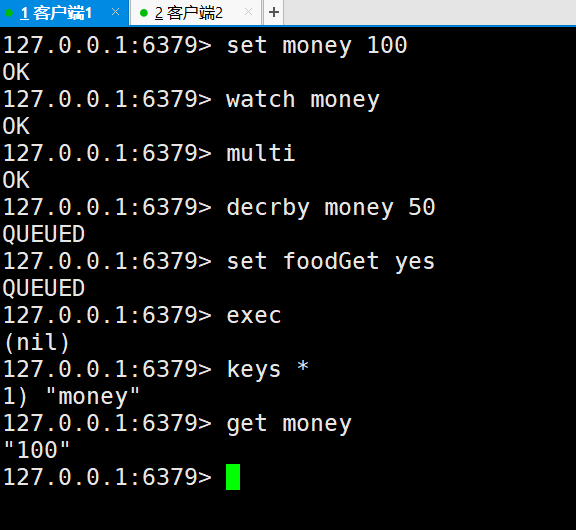 1 客户端1 × 2 客户端2 × +
127.0.0.1:6379> set money 100
OK
127.0.0.1:6379> watch money
OK
127.0.0.1:6379> multi
OK
127.0.0.1:6379> decrby money 50
QUEUED
127.0.0.1:6379> set foodGet yes
QUEUED
127.0.0.1:6379> exec
(nil)
127.0.0.1:6379> keys *
1) "money"
127.0.0.1:6379> get money
"100"
127.0.0.1:6379>